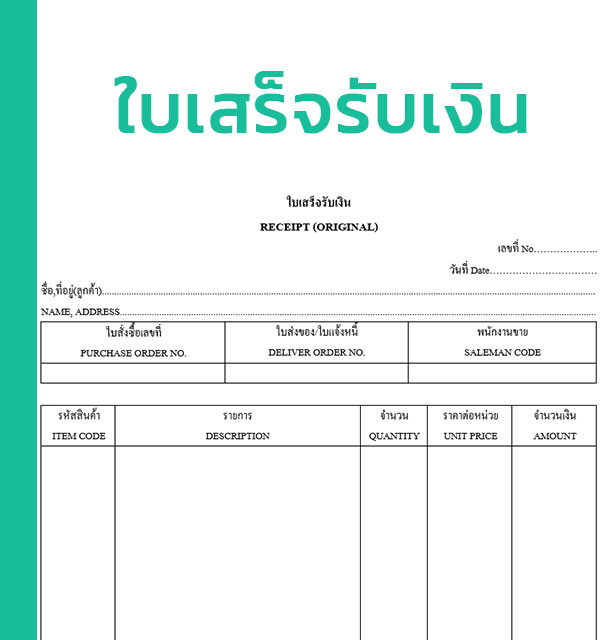 ใบเสร็จรับเงิน
ใบเสร็จรับเงิน
RECEIPT (ORIGINAL)
เลขที่ No...................
วันที่ Date.................................
ชื่อ,ที่อยู่(ลูกค้า)....................................................................................................
NAME, ADDRESS....................................................................................................
ใบสั่งซื้อเลขที่ ใบส่งของ/ใบแจ้งหนี้ พนักงานขาย
PURCHASE ORDER NO. DELIVER ORDER NO. SALEMAN CODE
รหัสสินค้า รายการ จำนวน ราคาต่อหน่วย จำนวนเงิน
ITEM CODE DESCRIPTION QUANTITY UNIT PRICE AMOUNT